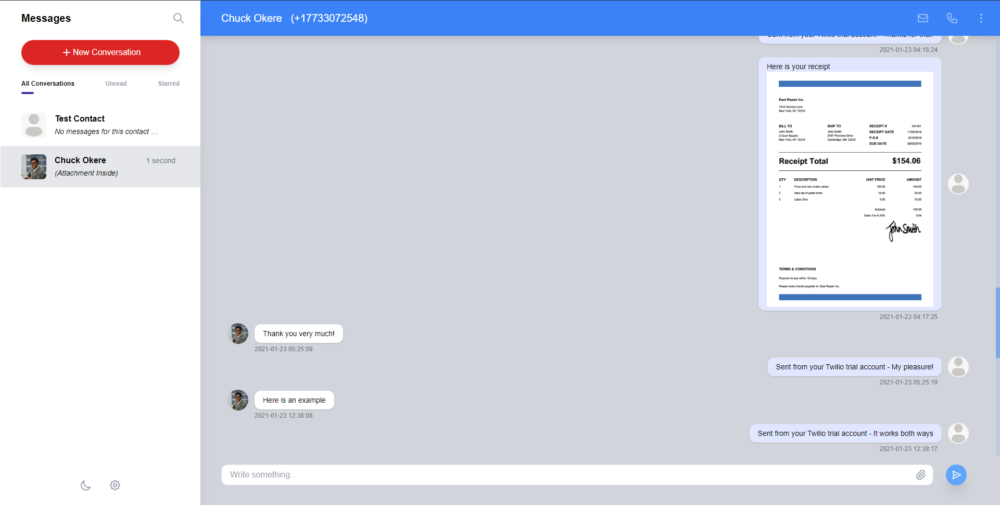 Messages
New Conversation
All Conversations Unread Starred
Test Contact
No messages for this contact …
Chuck Okere 1 second
(Attachment Inside)
Chuck Okere (+17733072548)
Sent from your Twilio trial account - Thanks for that!
2021-01-23 04:16:24
Here is your receipt
East Repair Inc.
1912 Harvest Lane
New York, NY 12210
BILL TO SHIP TO RECEIPT # US-001
John Smith John Smith RECEIPT DATE 11/02/2019
2 Court Square 3787 Pineview Drive P.O.# 2312/2019
New York, NY 12210 Cambridge, MA 12210 DUE DATE 26/02/2019
Receipt Total $154.06
QTY DESCRIPTION UNIT PRICE AMOUNT
1 Front and rear brake cables 100.00 100.00
2 New set of pedal arms 15.00 30.00
3 Labor 3hrs 5.00 15.00
Subtotal 145.00
Sales Tax 6.25% 9.06
John Smith
TERMS & CONDITIONS
Payment is due within 15 days
Please make checks payable to: East Repair Inc.
2021-01-23 04:17:25
Thank you very much!
2021-01-23 05:25:09
Sent from your Twilio trial account - My pleasure!
2021-01-23 05:25:19
Here is an example
2021-01-23 12:38:08
Sent from your Twilio trial account - It works both ways
2021-01-23 12:38:17
Write something...